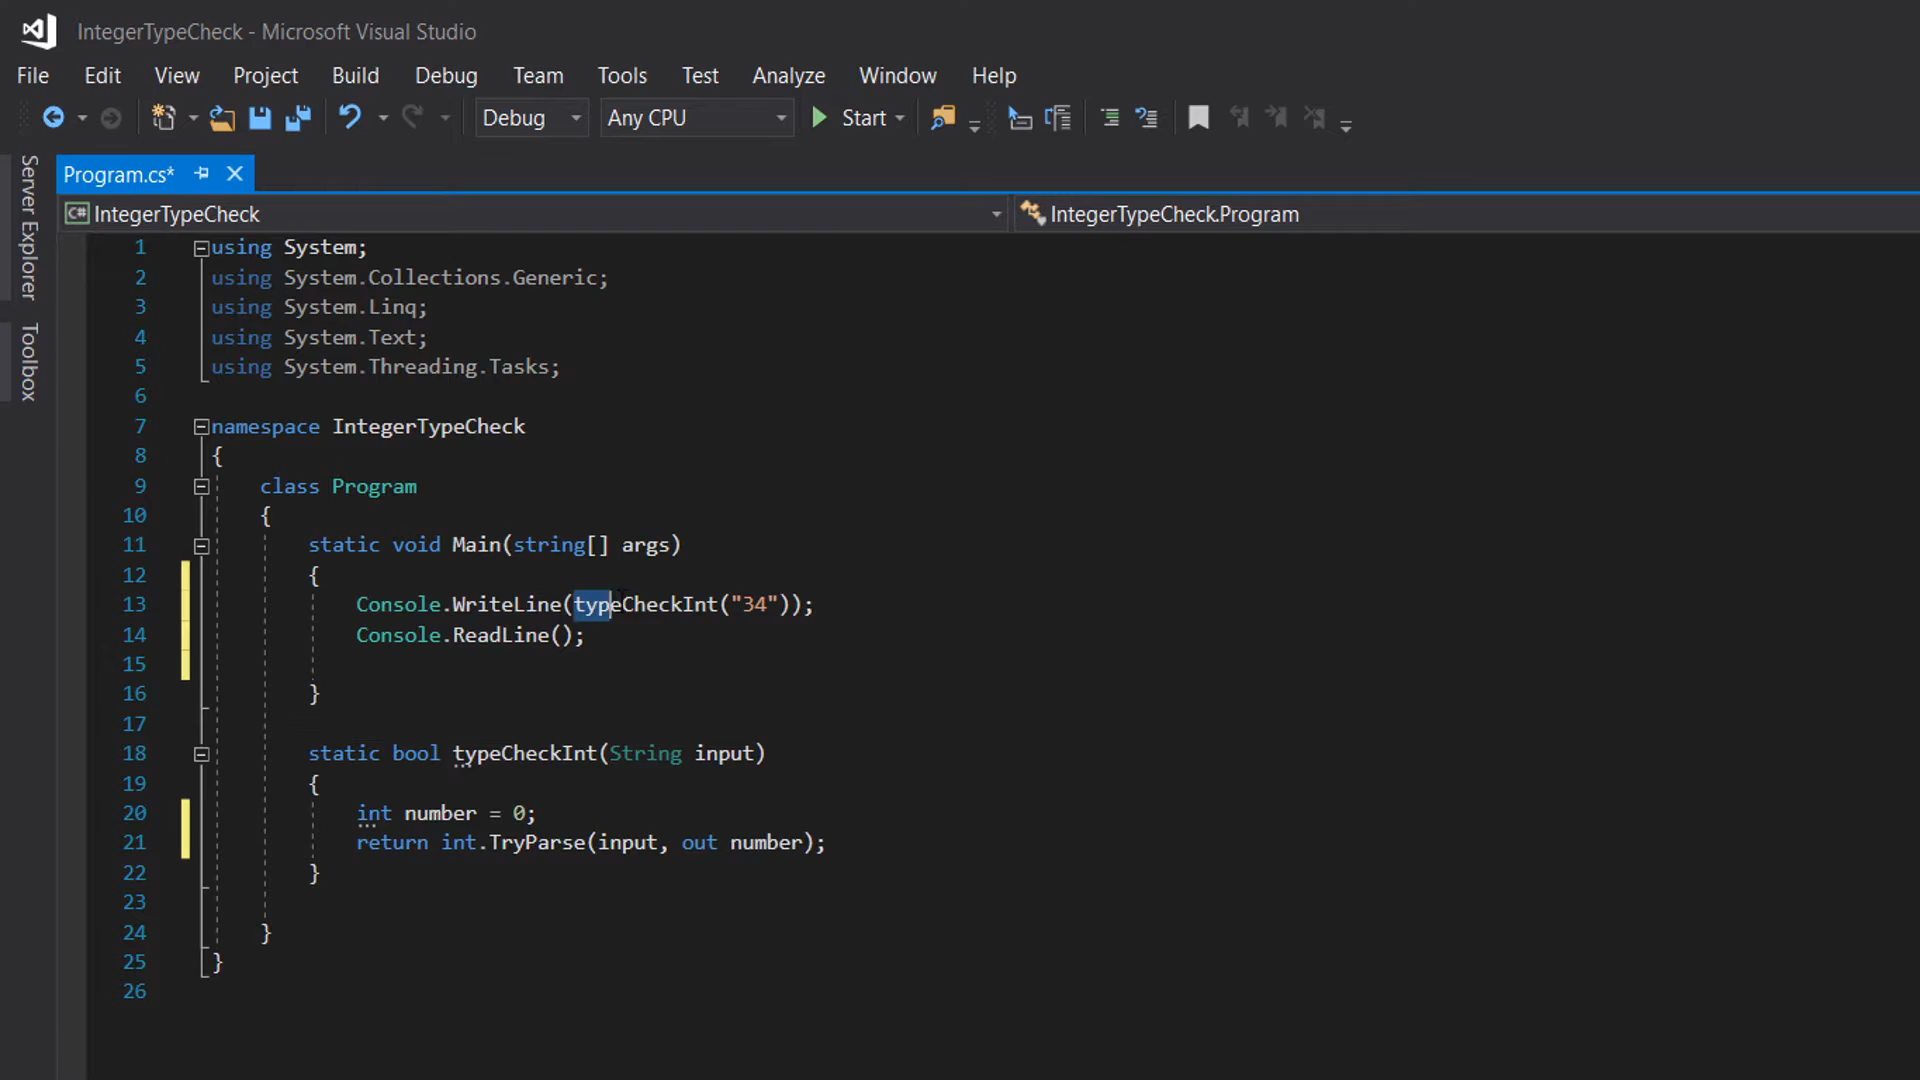 IntegerTypeCheck - Microsoft Visual Studio
File Edit View Project Build Debug Team Tools Test Analyze Window Help
Debug Any CPU Start
Server Explorer
Toolbox
Program.cs*
C# IntegerTypeCheck IntegerTypeCheck.Program
1 using System;
2 using System.Collections.Generic;
3 using System.Linq;
4 using System.Text;
5 using System.Threading.Tasks;
6
7 namespace IntegerTypeCheck
8 {
9 class Program
10 {
11 static void Main(string[] args)
12 {
13 Console.WriteLine(typeCheckInt("34"));
14 Console.ReadLine();
15
16 }
17
18 static bool typeCheckInt(String input)
19 {
20 int number = 0;
21 return int.TryParse(input, out number);
22 }
23
24 }
25 }
26